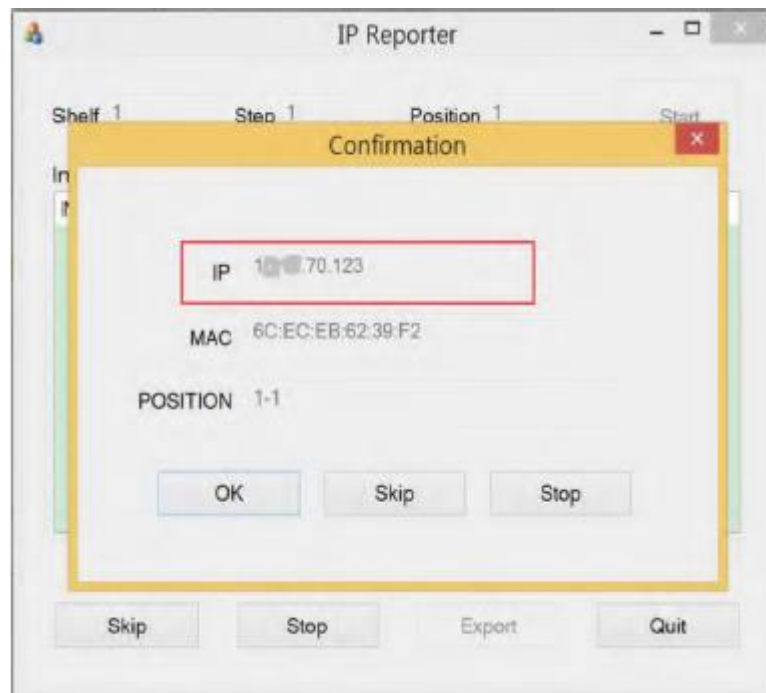 IP Reporter
Shelf 1 Step 1 Position 1 Start
Confirmation
In
IP .70.123
MAC 6C:EC:EB:62:39:F2
POSITION 1-1
OK Skip Stop
Skip Stop Export Quit